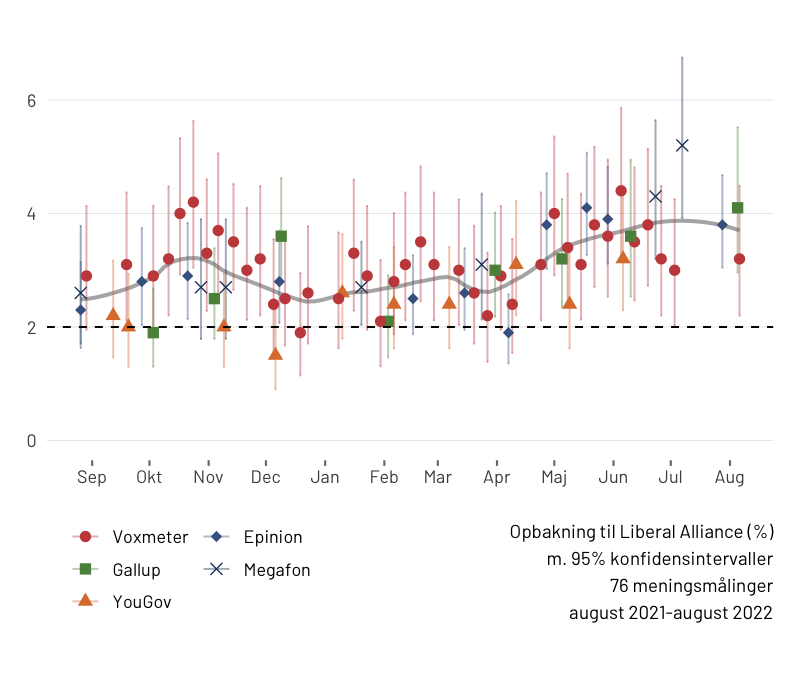 6
4
2
0
Sep Okt Nov Dec Jan Feb Mar Apr Maj Jun Jul Aug
Voxmeter Epinion
Gallup Megafon
YouGov
Opbakning til Liberal Alliance (%)
m. 95% konfidensintervaller
76 meningsmålinger
august 2021-august 2022